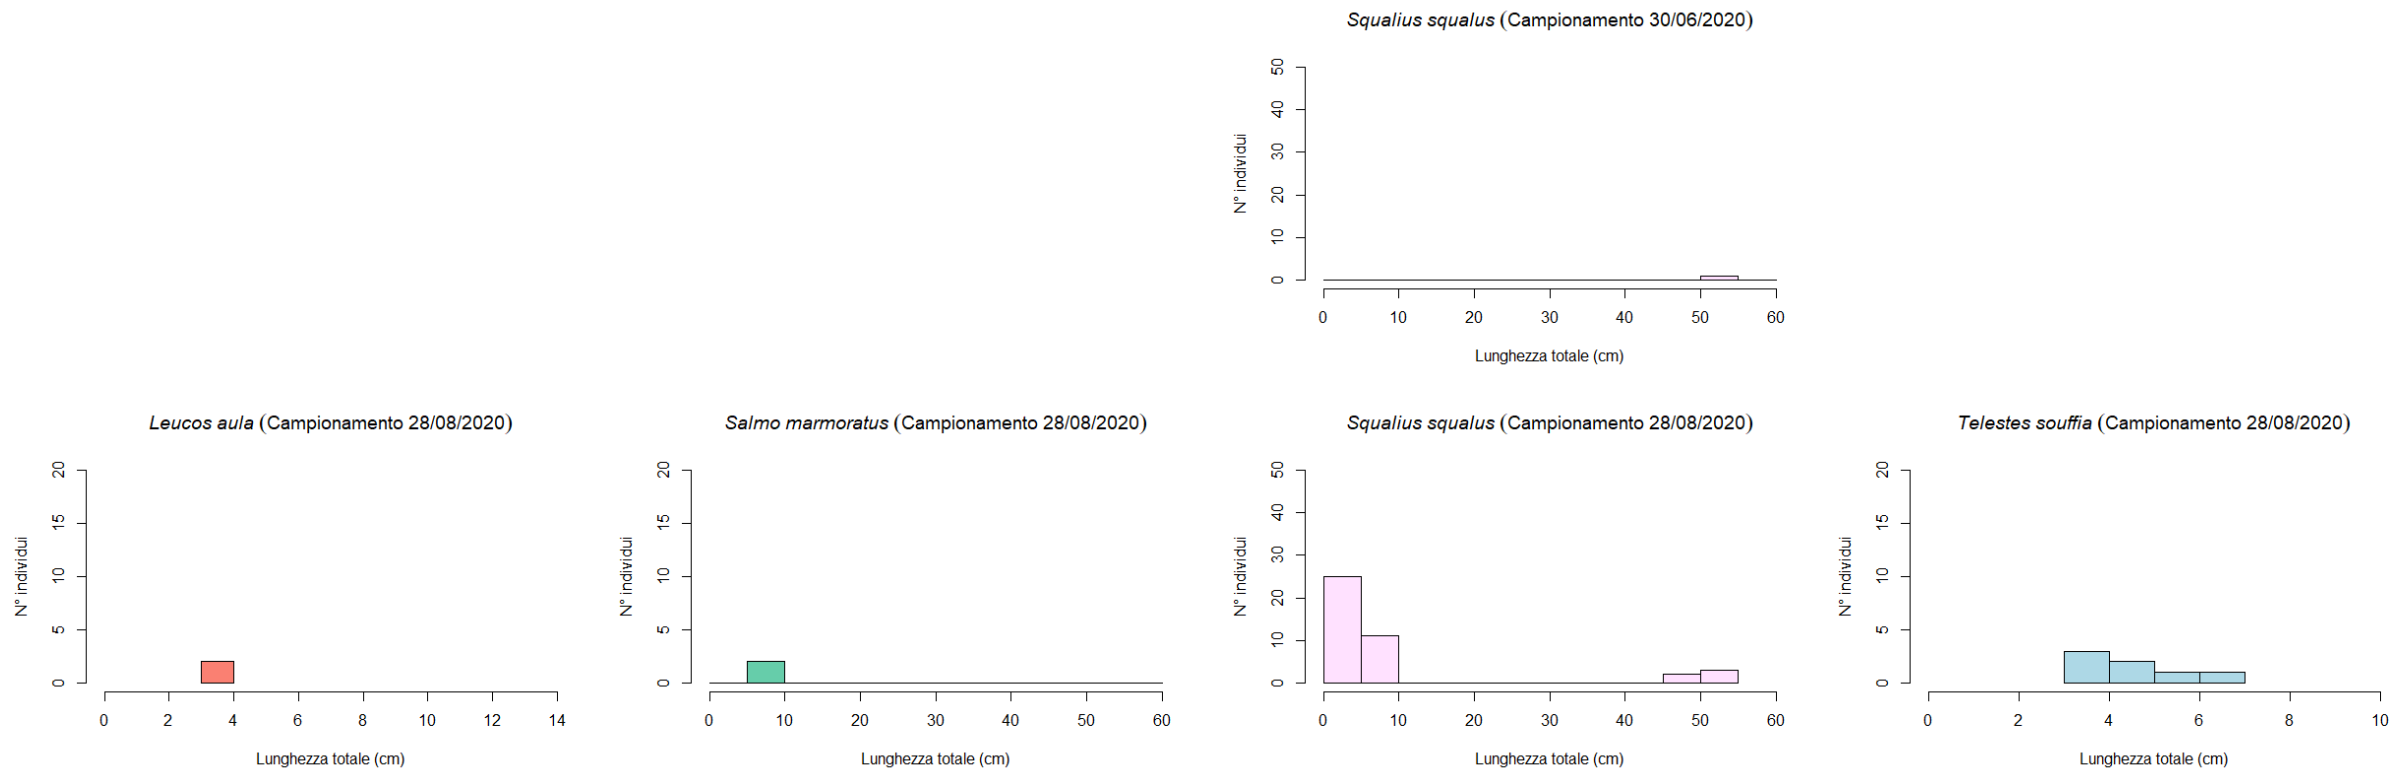 Squalius squalus (Campionamento 30/06/2020)
N° individui
50
40
30
20
10
0
0 10 20 30 40 50 60
Lunghezza totale (cm)
Leucos aula (Campionamento 28/08/2020)
N° individui
20
15
10
5
0
0 2 4 6 8 10 12 14
Lunghezza totale (cm)
Salmo marmoratus (Campionamento 28/08/2020)
N° individui
20
15
10
5
0
0 10 20 30 40 50 60
Lunghezza totale (cm)
Squalius squalus (Campionamento 28/08/2020)
N° individui
50
40
30
20
10
0
0 10 20 30 40 50 60
Lunghezza totale (cm)
Telestes souffia (Campionamento 28/08/2020)
N° individui
20
15
10
5
0
0 2 4 6 8 10
Lunghezza totale (cm)